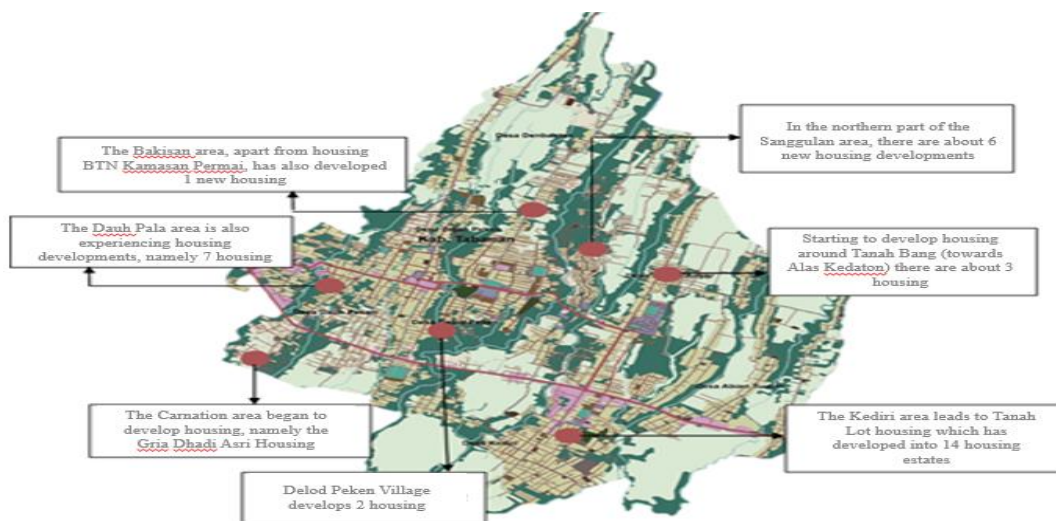 The Bakisan area, apart from housing
BTN Kamasan Permai, has also developed
1 new housing
In the northern part of the
Sanggulan area, there are about 6
new housing developments
The Dauh Pala area is also
experiencing housing
developments, namely 7 housing
Starting to develop housing
around Tanah Bang (towards
Alas Kedaton) there are about 3
housing
Kab. Tabanan
The Carnation area began to
develop housing, namely the
Gria Dhadi Asri Housing
The Kediri area leads to Tanah
Lot housing which has
developed into 14 housing
estates
Delod Peken Village
develops 2 housing